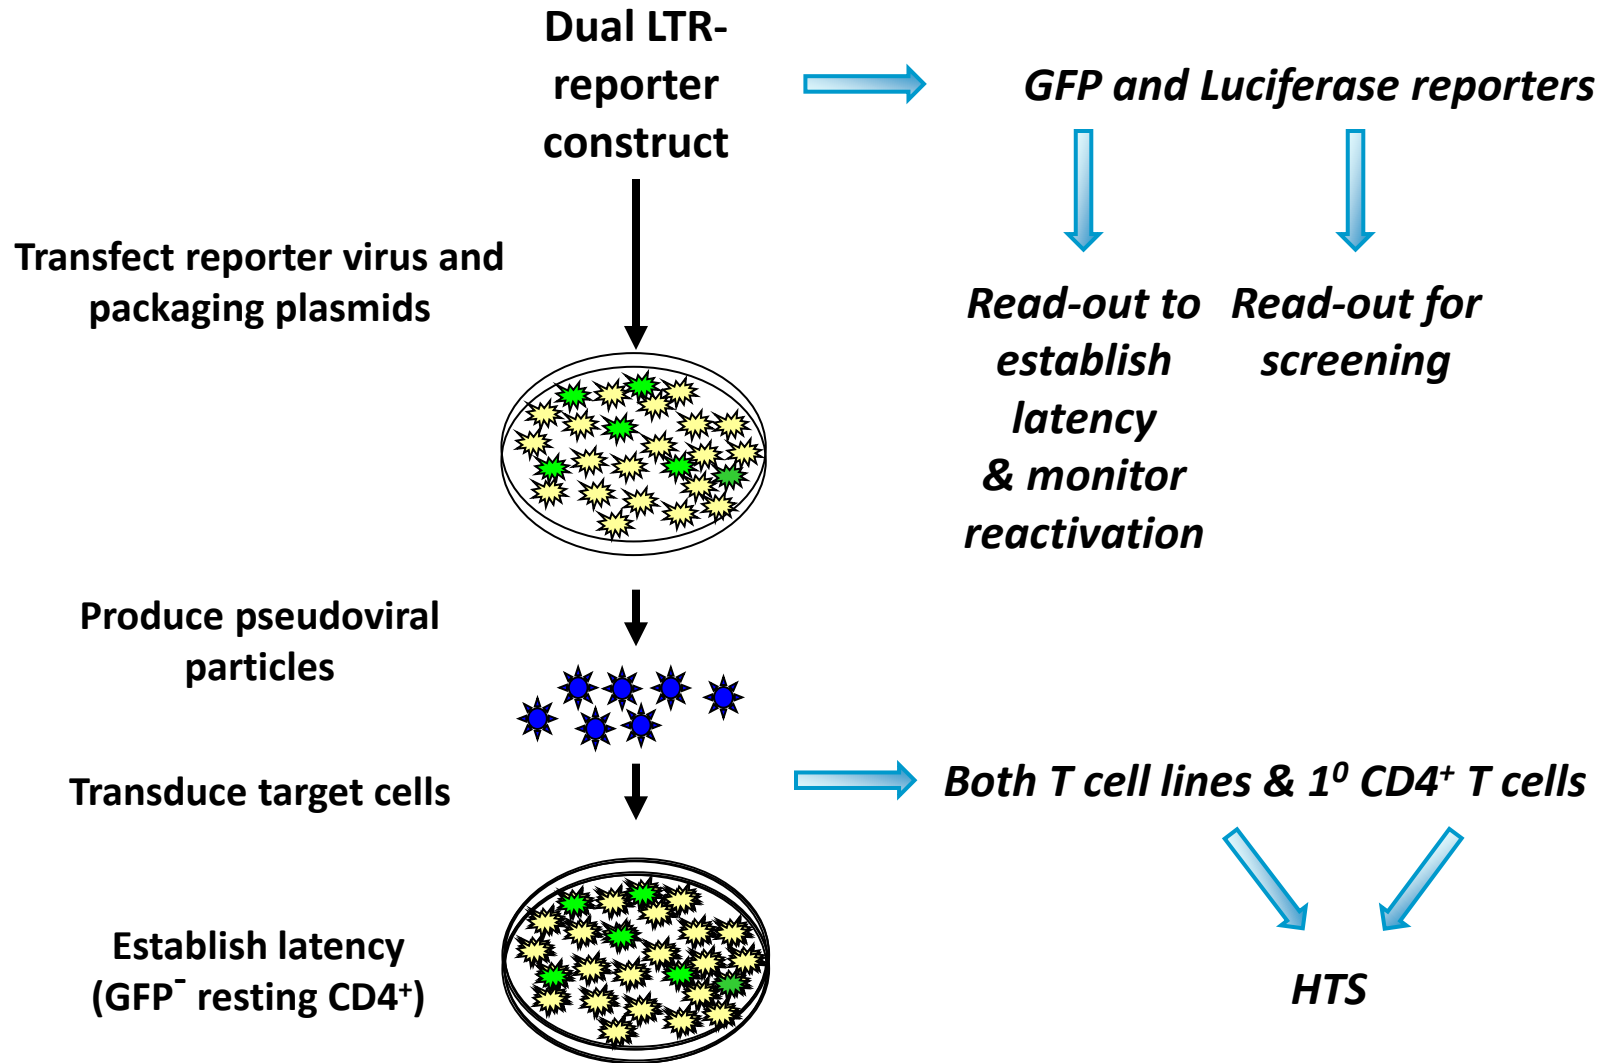 Dual LTR-
reporter
construct
GFP and Luciferase reporters
Transfect reporter virus and
packaging plasmids
Read-out to
establish
latency
& monitor
reactivation
Read-out for
screening
Produce pseudoviral
particles
Transduce target cells
Both T cell lines & 1⁰ CD4⁺ T cells
Establish latency
(GFP⁻ resting CD4⁺)
HTS